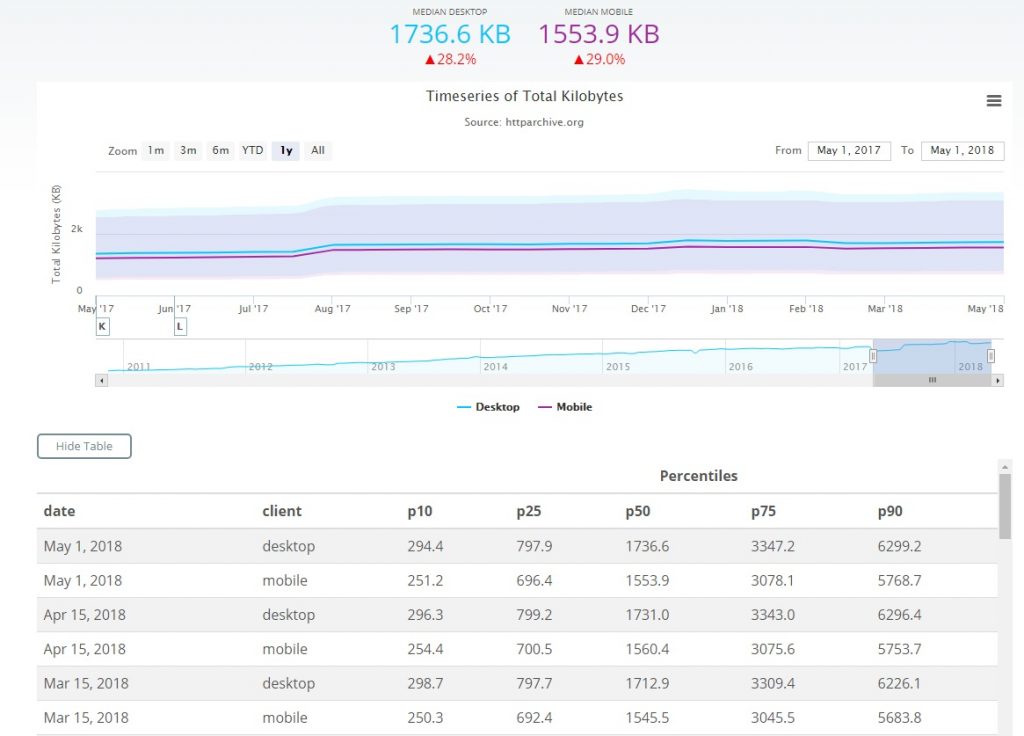 MEDIAN DESKTOP MEDIAN MOBILE
1736.6 KB 1553.9 KB
▲28.2% ▲29.0%
Timeseries of Total Kilobytes
Source: httparchive.org
Zoom 1m 3m 6m YTD 1y All From May 1, 2017 To May 1, 2018
Total Kilobytes (KB)
2k
0
May '17 Jun '17 Jul '17 Aug '17 Sep '17 Oct '17 Nov '17 Dec '17 Jan '18 Feb '18 Mar '18 May '18
K L
2011 2012 2013 2014 2015 2016 2017 2018
Desktop Mobile
Hide Table
Percentiles
date client p10 p25 p50 p75 p90
May 1, 2018 desktop 294.4 797.9 1736.6 3347.2 6299.2
May 1, 2018 mobile 251.2 696.4 1553.9 3078.1 5768.7
Apr 15, 2018 desktop 296.3 799.2 1731.0 3343.0 6296.4
Apr 15, 2018 mobile 254.4 700.5 1560.4 3075.6 5753.7
Mar 15, 2018 desktop 298.7 797.7 1712.9 3309.4 6226.1
Mar 15, 2018 mobile 250.3 692.4 1545.5 3045.5 5683.8